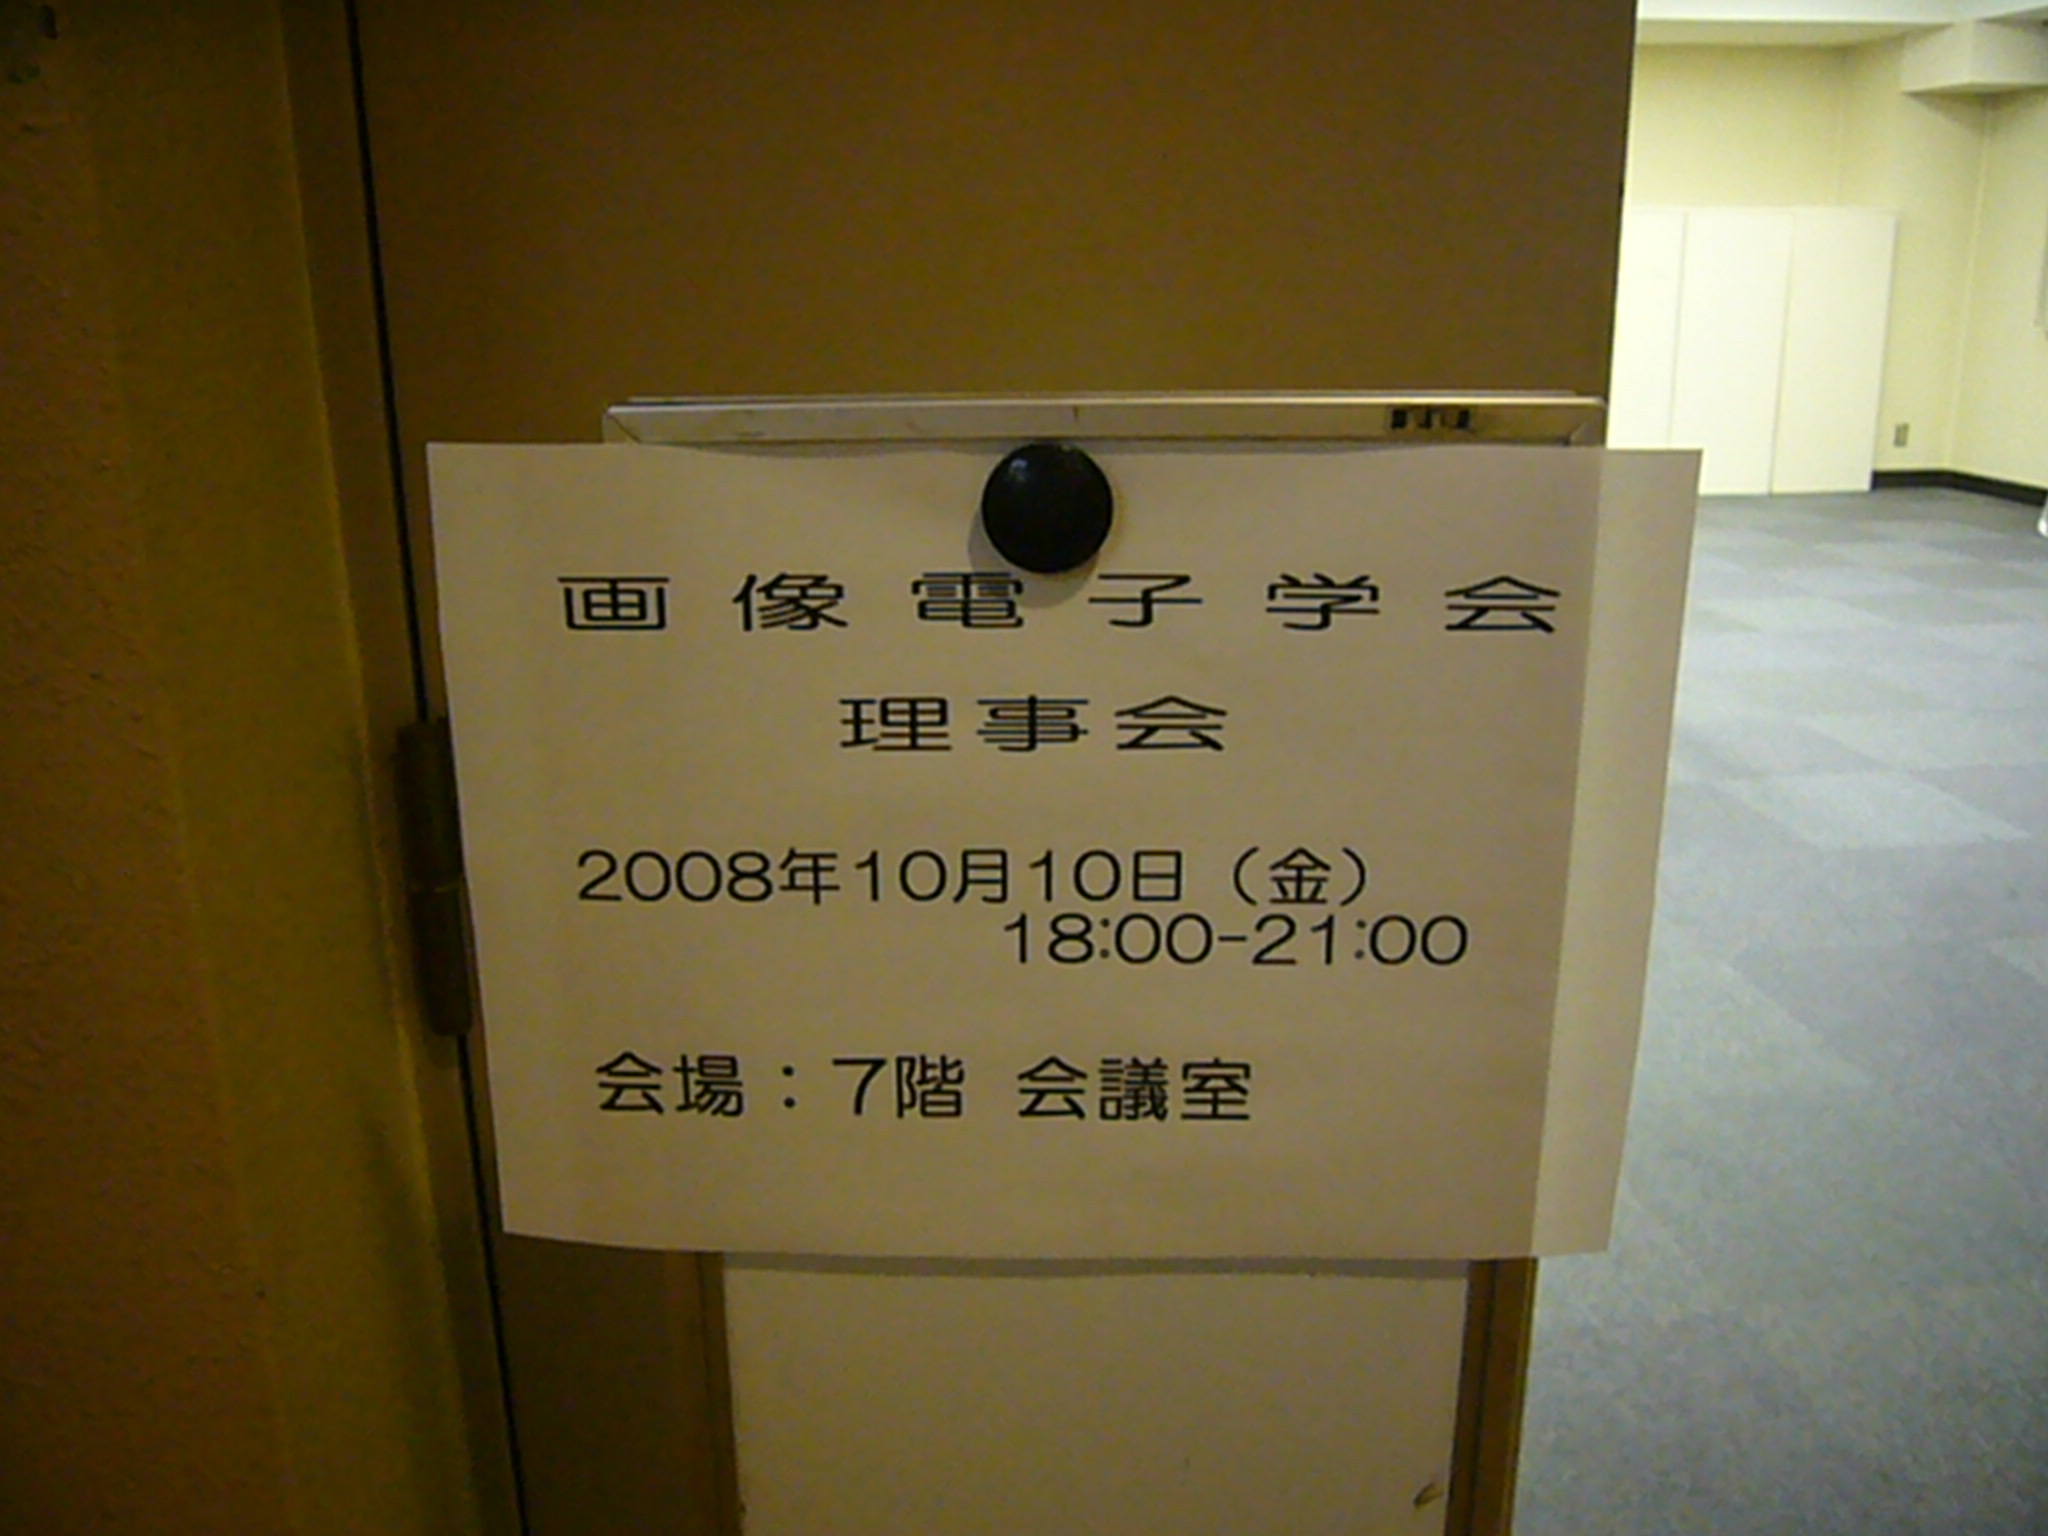 画像電子学会
理事会
2008年10月10日（金）
18:00-21:00
会場：7階 会議室